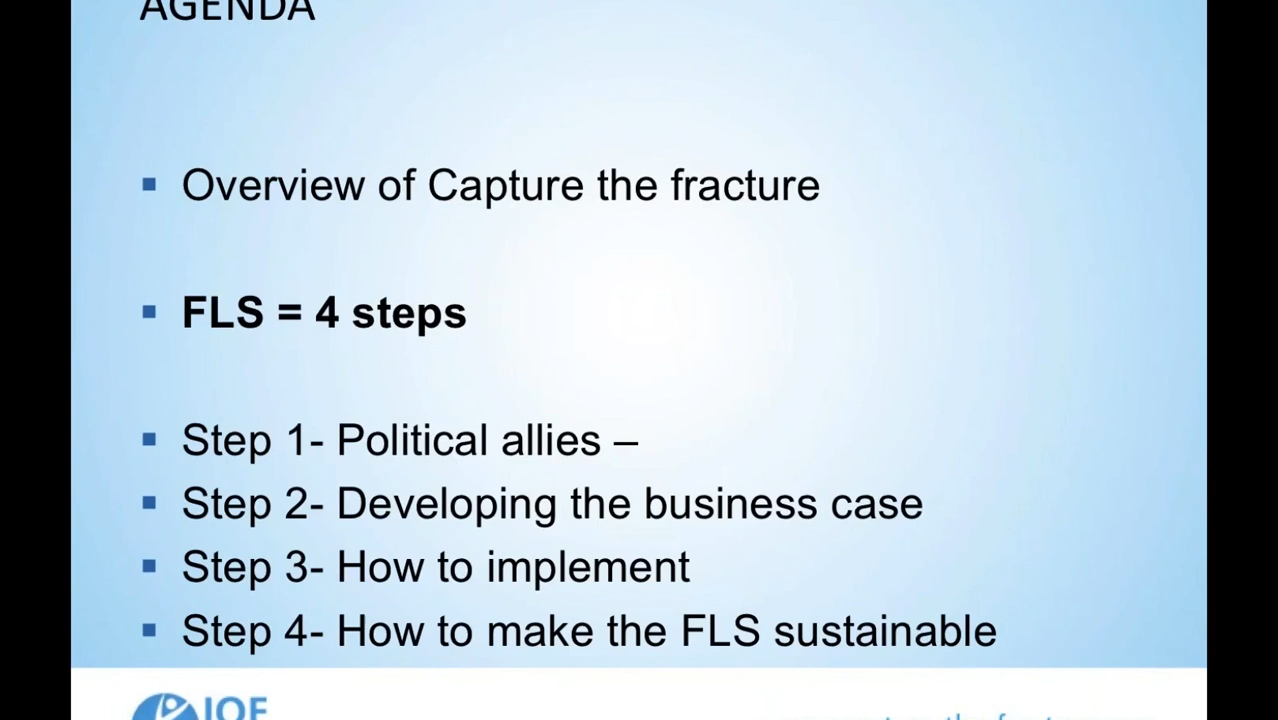 AGENDA
Overview of Capture the fracture
FLS = 4 steps
Step 1- Political allies –
Step 2- Developing the business case
Step 3- How to implement
Step 4- How to make the FLS sustainable
IOF